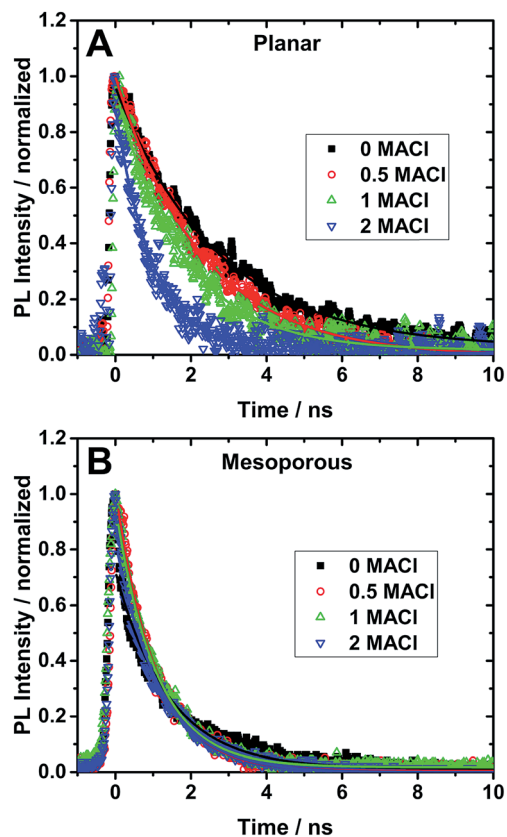 A
Planar
1.2
1.0
0.8
0.6
0.4
0.2
0.0
PL Intensity / normalized
0 MACl
0.5 MACl
1 MACl
2 MACl
0 2 4 6 8 10
Time / ns
B
Mesoporous
1.2
1.0
0.8
0.6
0.4
0.2
0.0
PL Intensity / normalized
0 MACl
0.5 MACl
1 MACl
2 MACl
0 2 4 6 8 10
Time / ns